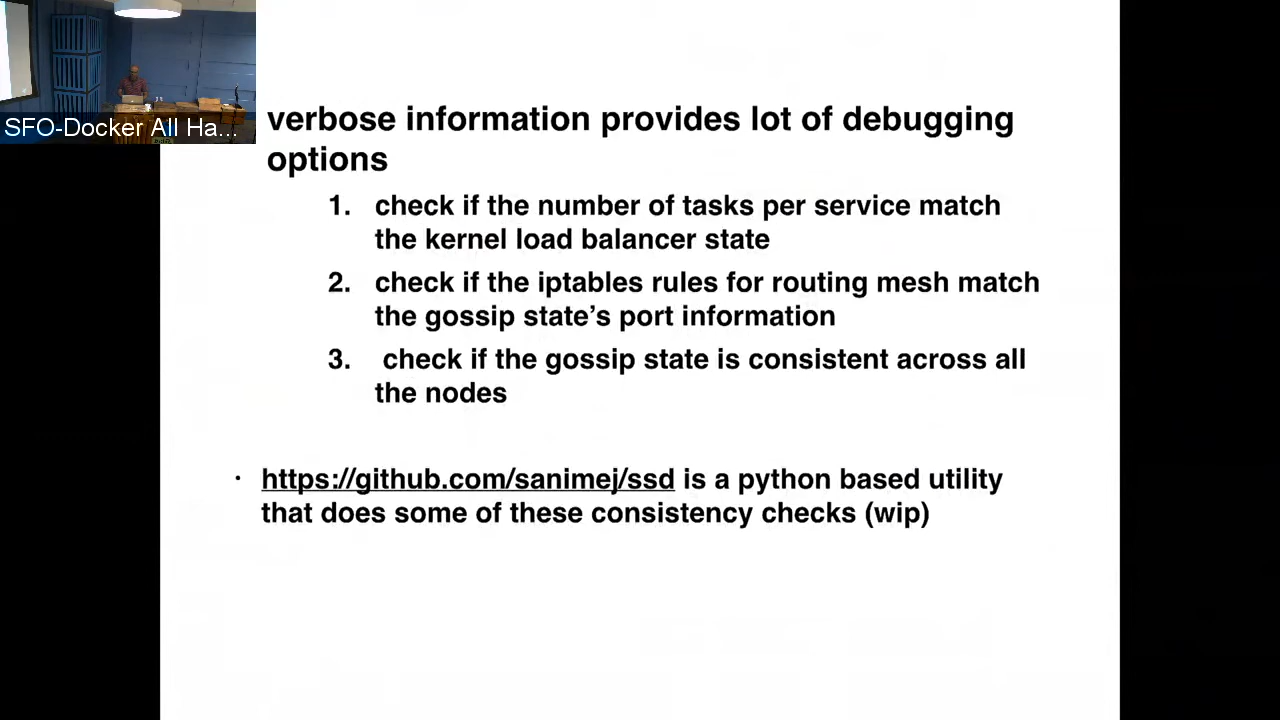 SFO-Docker All Ha...
verbose information provides lot of debugging
options
1. check if the number of tasks per service match
the kernel load balancer state
2. check if the iptables rules for routing mesh match
the gossip state’s port information
3. check if the gossip state is consistent across all
the nodes
· https://github.com/sanimej/ssd is a python based utility
that does some of these consistency checks (wip)